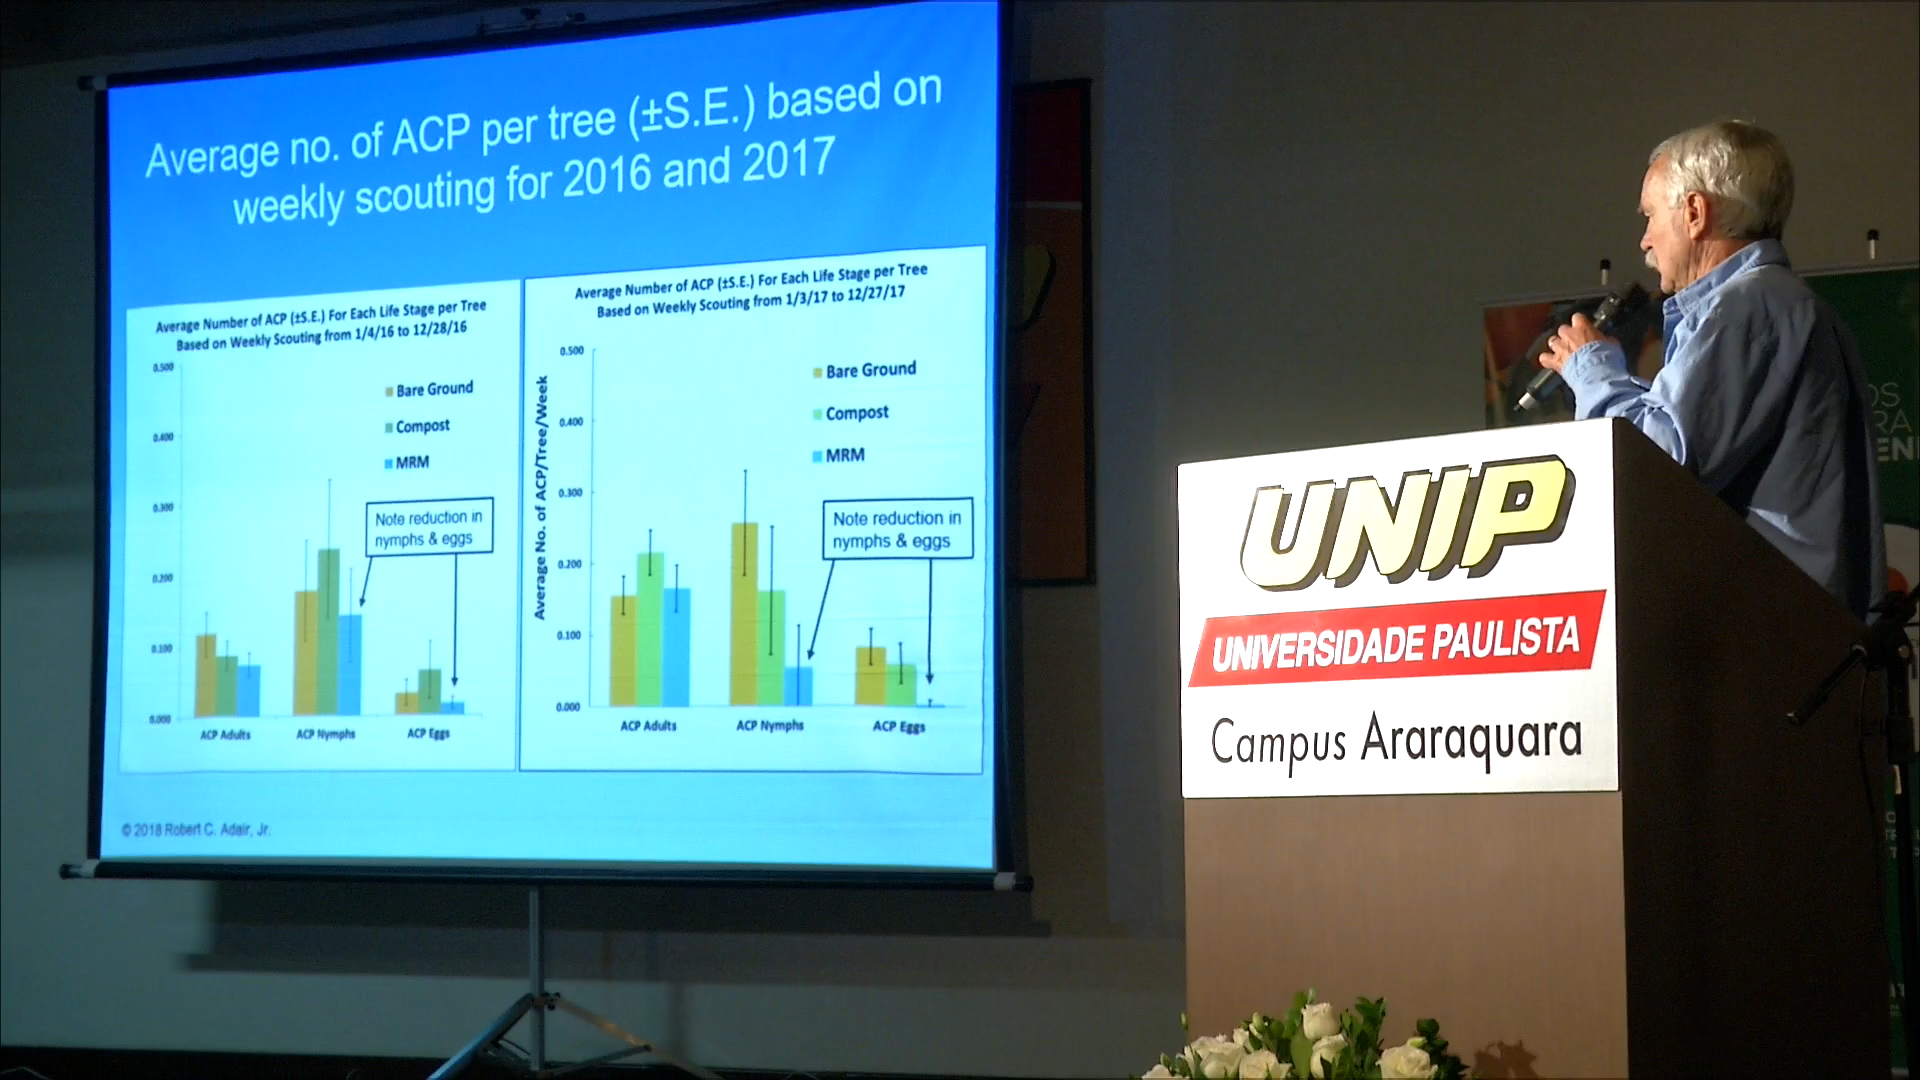 Average no. of ACP per tree (±S.E.) based on
weekly scouting for 2016 and 2017
Average Number of ACP (±S.E.) For Each Life Stage per Tree
Based on Weekly Scouting from 1/4/16 to 12/28/16
0.500
0.400
0.300
0.200
0.100
0.000
Bare Ground
Compost
MRM
Note reduction in
nymphs & eggs
ACP Adults
ACP Nymphs
ACP Eggs
Average Number of ACP (±S.E.) For Each Life Stage per Tree
Based on Weekly Scouting from 1/3/17 to 12/27/17
Average No. of ACP/Tree/Week
0.500
0.400
0.300
0.200
0.100
0.000
Bare Ground
Compost
MRM
Note reduction in
nymphs & eggs
ACP Adults
ACP Nymphs
ACP Eggs
© 2018 Robert C. Adair, Jr.
UNIP
UNIVERSIDADE PAULISTA
Campus Araraquara